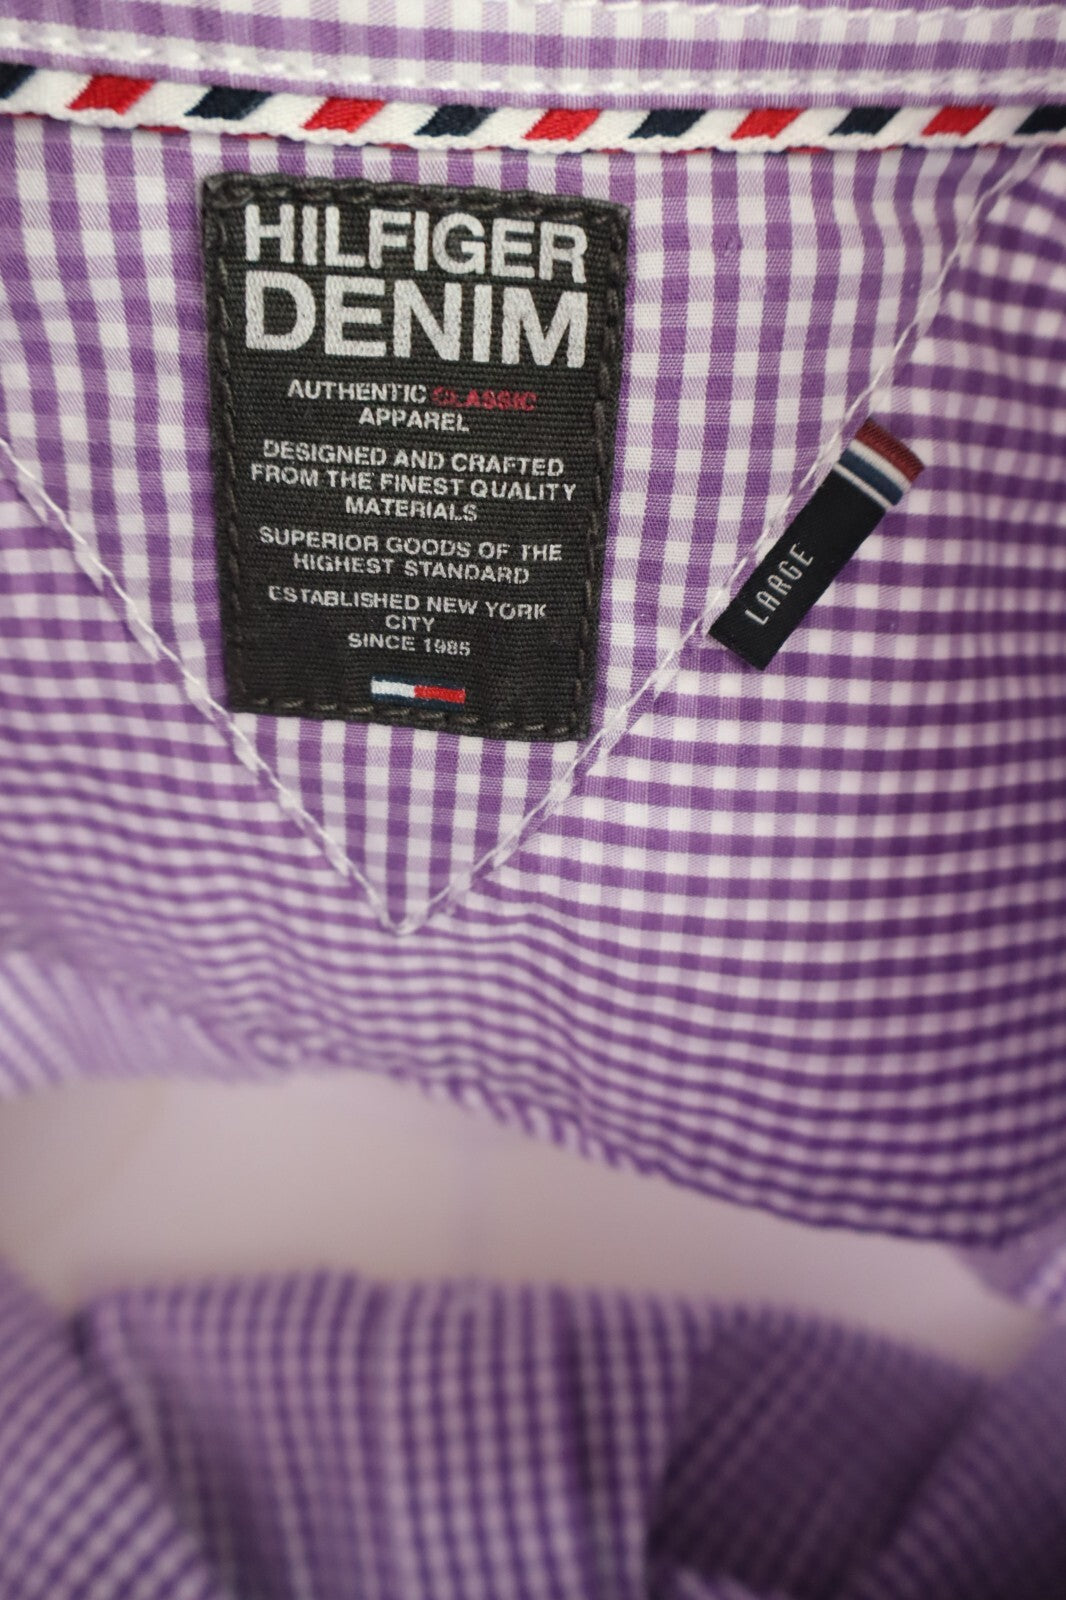 HILFIGER
DENIM
AUTHENTIC CLASSIC
APPAREL
DESIGNED AND CRAFTED
FROM THE FINEST QUALITY
MATERIALS
SUPERIOR GOODS OF THE
HIGHEST STANDARD
ESTABLISHED NEW YORK
CITY
SINCE 1985
LARGE